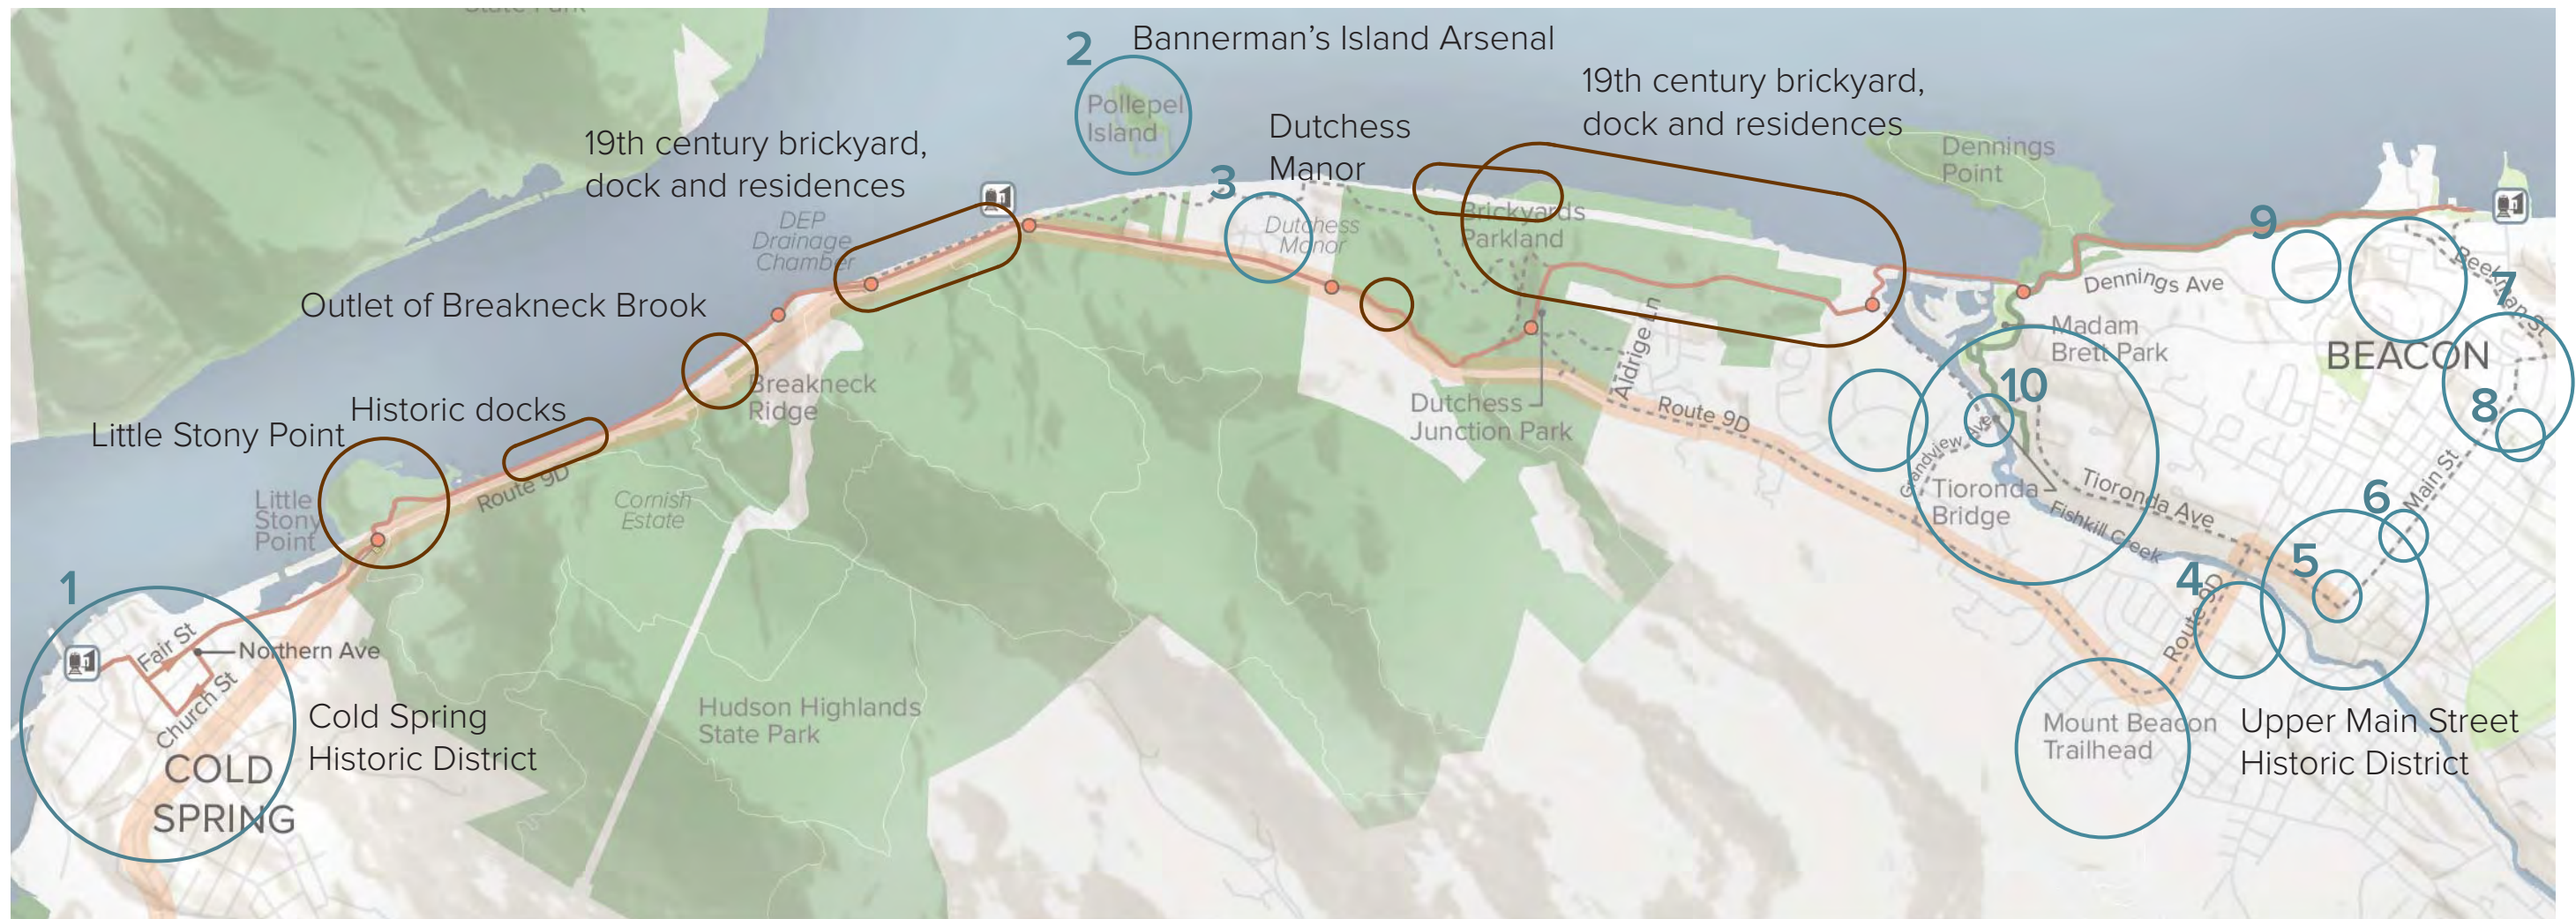 State Park
2
Bannerman's Island Arsenal
19th century brickyard,
dock and residences
Pollepel
Island
Dutchess
Manor
19th century brickyard,
dock and residences
Dennings
Point
3
DEP
Drainage
Chamber
Dutchess
Manor
Brickyards
Parkland
9
Dennings Ave
Beekman St
7
Outlet of Breakneck Brook
Madam
Brett Park
BEACON
Aldrige Ln
Breakneck
Ridge
10
8
Historic docks
Little Stony Point
Dutchess
Junction Park
Route 9D
Grandview Ave
Main St
Route 9D
Little
Stony
Point
Cornish
Estate
Tioronda
Bridge
Tioronda Ave
Fishkill Creek
6
5
4
Route 9D
1
Fair St
Northern Ave
Church St
Cold Spring
Historic District
COLD
SPRING
Hudson Highlands
State Park
Mount Beacon
Trailhead
Upper Main Street
Historic District